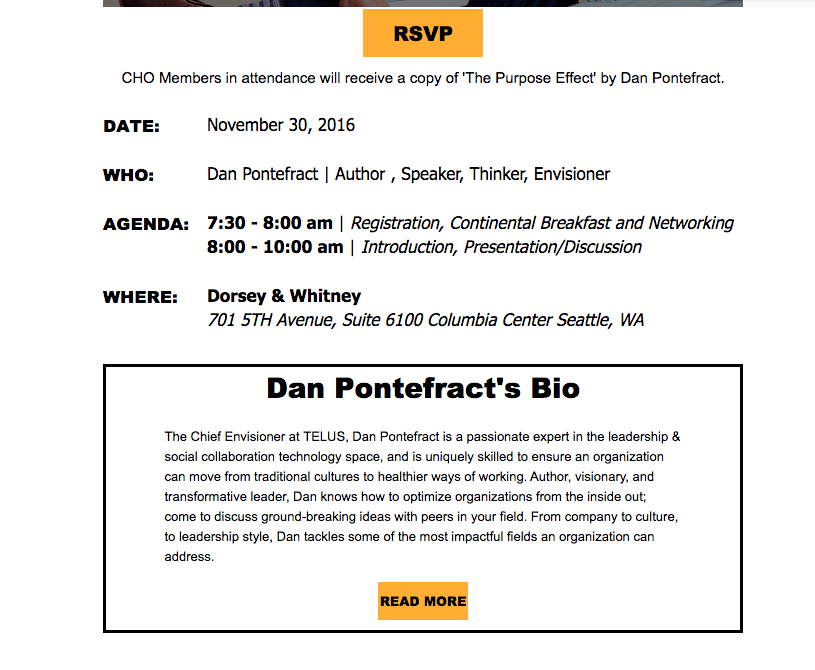 RSVP
CHO Members in attendance will receive a copy of 'The Purpose Effect' by Dan Pontefract.
DATE: November 30, 2016
WHO: Dan Pontefract | Author , Speaker, Thinker, Envisioner
AGENDA: 7:30 - 8:00 am | Registration, Continental Breakfast and Networking
8:00 - 10:00 am | Introduction, Presentation/Discussion
WHERE: Dorsey & Whitney
701 5TH Avenue, Suite 6100 Columbia Center Seattle, WA
Dan Pontefract's Bio
The Chief Envisioner at TELUS, Dan Pontefract is a passionate expert in the leadership &
social collaboration technology space, and is uniquely skilled to ensure an organization
can move from traditional cultures to healthier ways of working. Author, visionary, and
transformative leader, Dan knows how to optimize organizations from the inside out;
come to discuss ground-breaking ideas with peers in your field. From company to culture,
to leadership style, Dan tackles some of the most impactful fields an organization can
address.
READ MORE